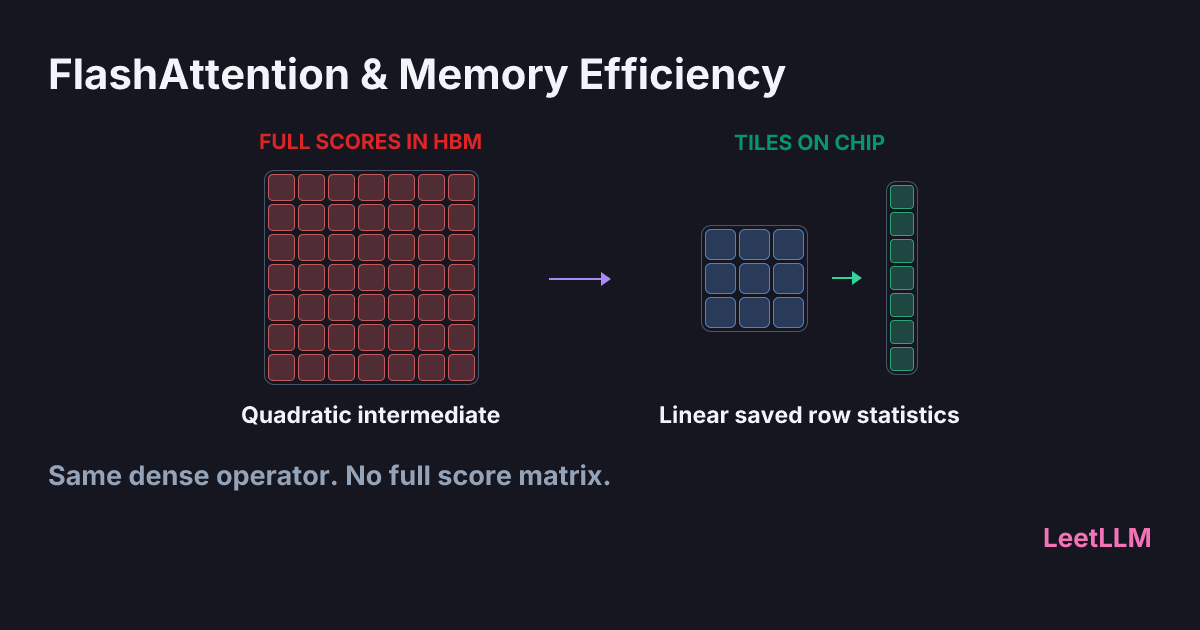 FlashAttention & Memory Efficiency
FULL SCORES IN HBM
TILES ON CHIP
Quadratic intermediate
Linear saved row statistics
Same dense operator. No full score matrix.
LeetLLM